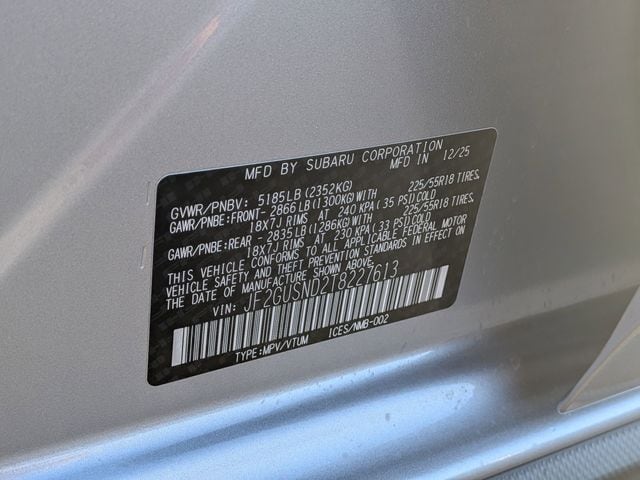 MFD BY SUBARU CORPORATION
MFD IN 12/25
GVWR/PNBV: 5185LB (2352KG)
GAWR/PNBE:FRONT- 2866LB (1300KG)WITH 225/55R18 TIRES,
18X7J RIMS AT 240 KPA (35 PSI)COLD
GAWR/PNBE:REAR - 2835LB (1286KG)WITH 225/55R18 TIRES,
18X7J RIMS AT 230 KPA (33 PSI)COLD
THIS VEHICLE CONFORMS TO ALL APPLICABLE FEDERAL MOTOR
VEHICLE SAFETY AND THEFT PREVENTION STANDARDS IN EFFECT ON
THE DATE OF MANUFACTURE SHOWN ABOVE.
VIN: JF2GUSND2T8227613
TYPE:MPV/VTUM ICES/NMB-002